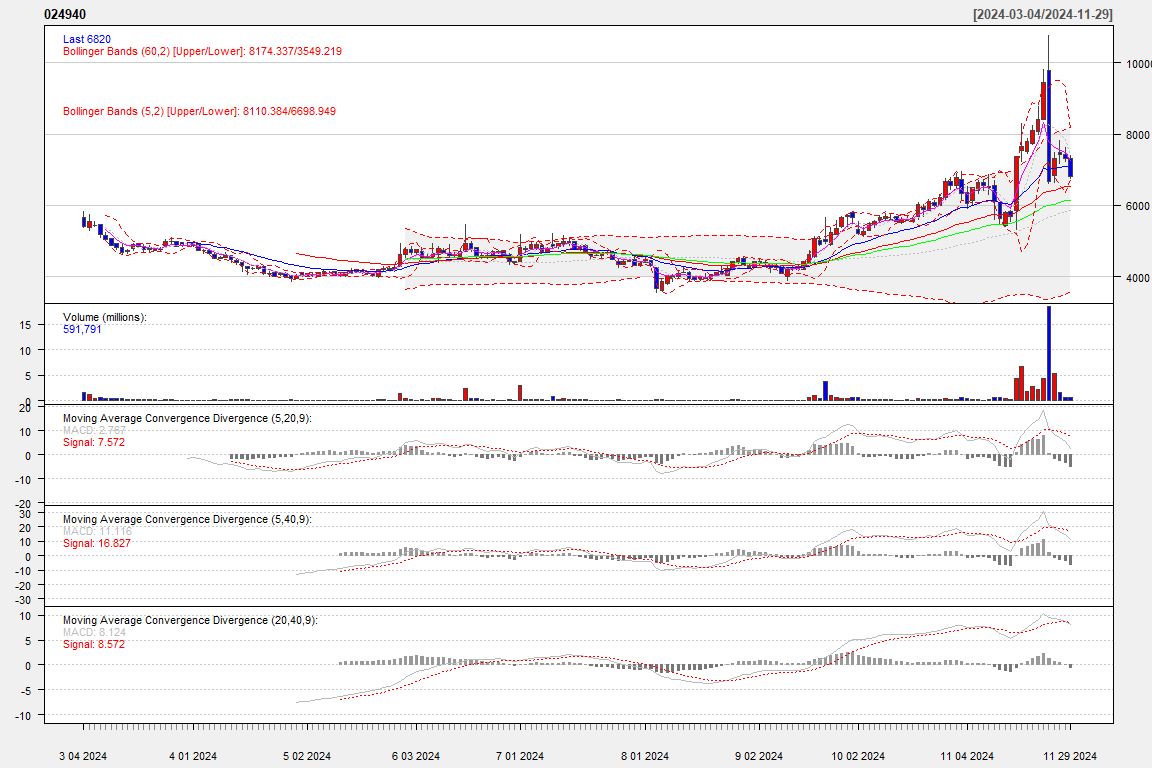 024940 [2024-03-04/2024-11-29]
Last 6820
Bollinger Bands (60,2) [Upper/Lower]: 8174.337/3549.219
Bollinger Bands (5,2) [Upper/Lower]: 8110.384/6698.949
10000
8000
6000
4000
Volume (millions):
591,791
15
10
5
0
Moving Average Convergence Divergence (5,20,9):
MACD: 2.767
Signal: 7.572
20
10
0
-10
-20
Moving Average Convergence Divergence (5,40,9):
MACD: 11.116
Signal: 16.827
30
20
10
0
-10
-20
-30
Moving Average Convergence Divergence (20,40,9):
MACD: 8.124
Signal: 8.572
10
5
0
-5
-10
3 04 2024 4 01 2024 5 02 2024 6 03 2024 7 01 2024 8 01 2024 9 02 2024 10 02 2024 11 04 2024 11 29 2024